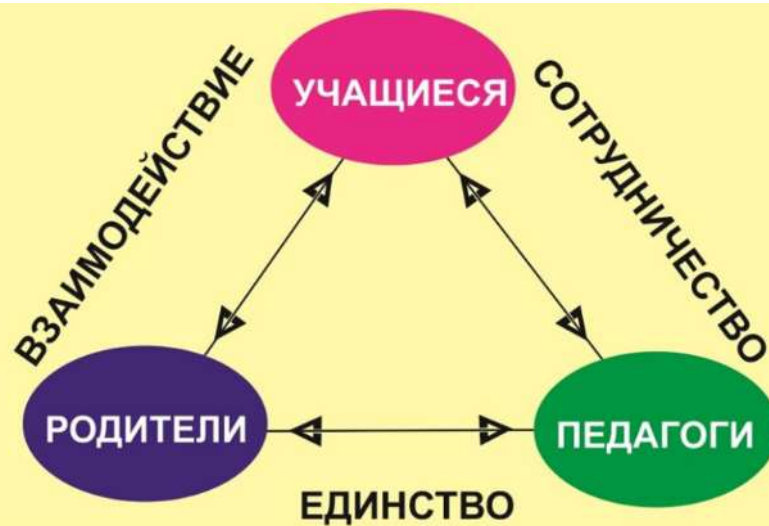 УЧАЩИЕСЯ
ВЗАИМОДЕЙСТВИЕ
СОТРУДНИЧЕСТВО
РОДИТЕЛИ
ПЕДАГОГИ
ЕДИНСТВО